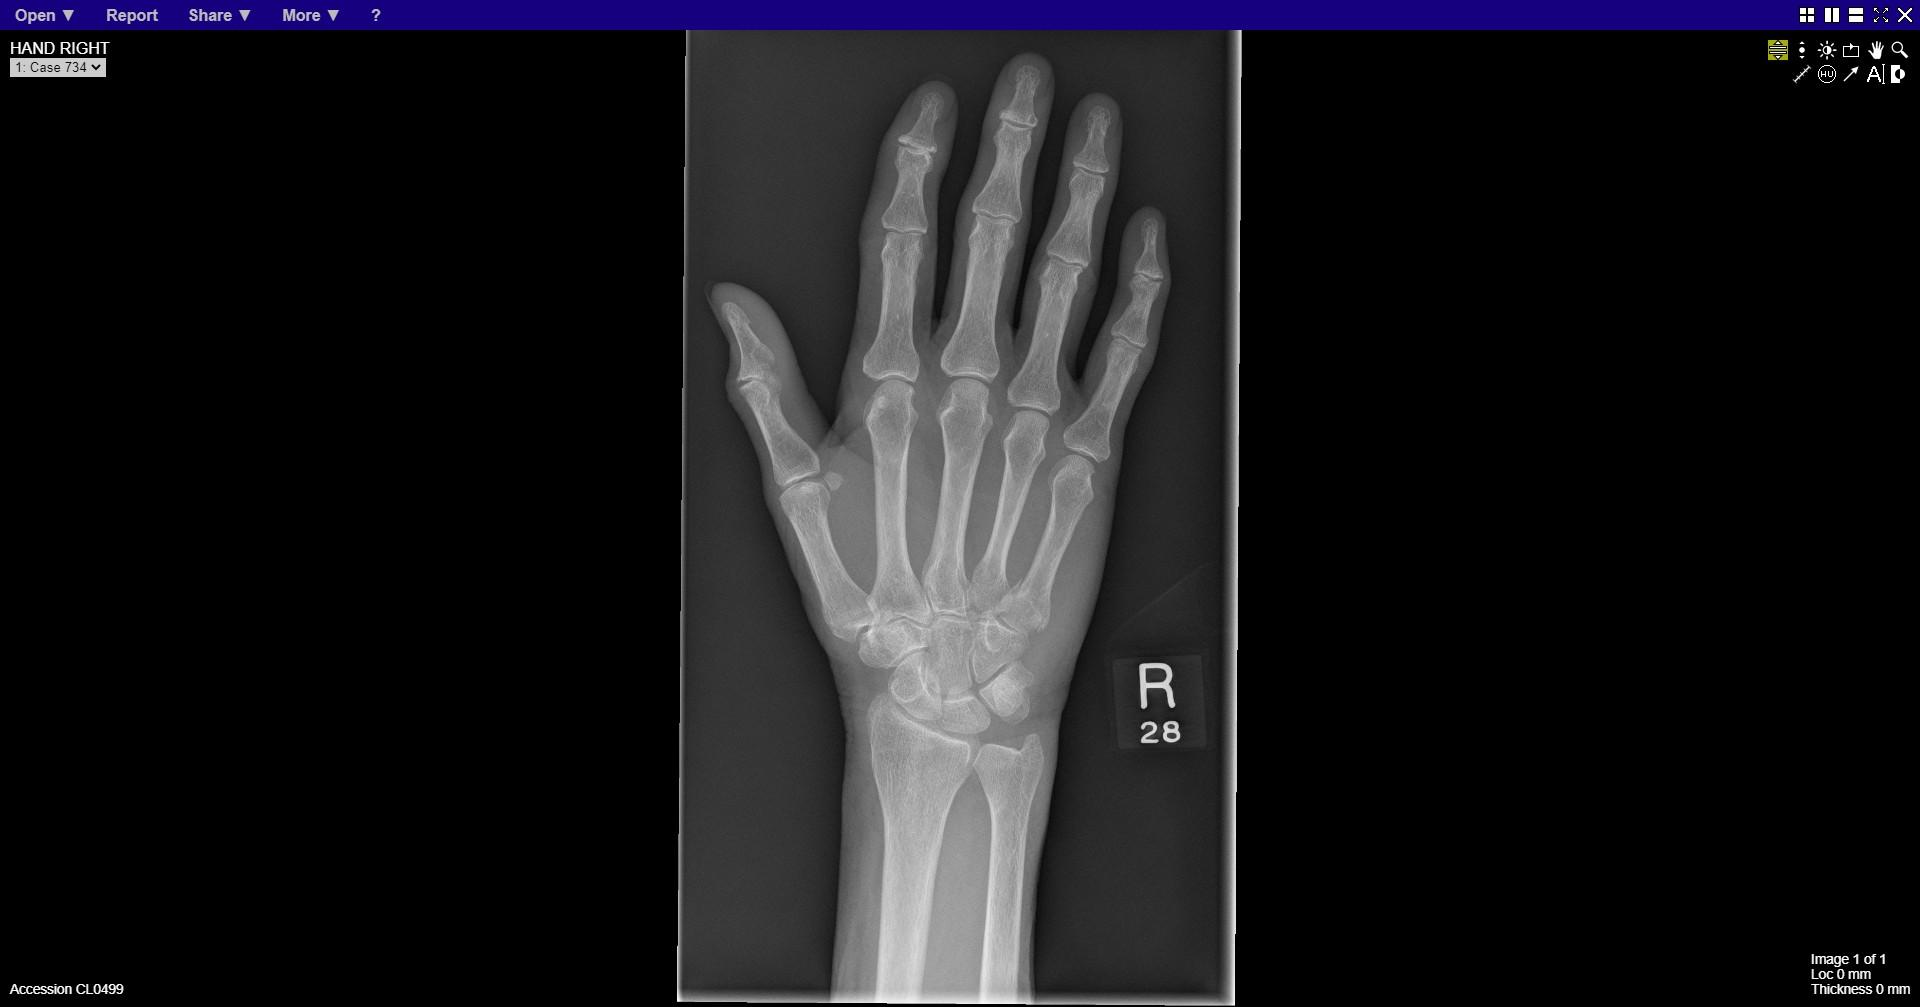 Open ▼ Report Share ▼ More ▼ ?
HAND RIGHT
1: Case 734
HU A
R
28
Image 1 of 1
Loc 0 mm
Accession CL0499 Thickness 0 mm